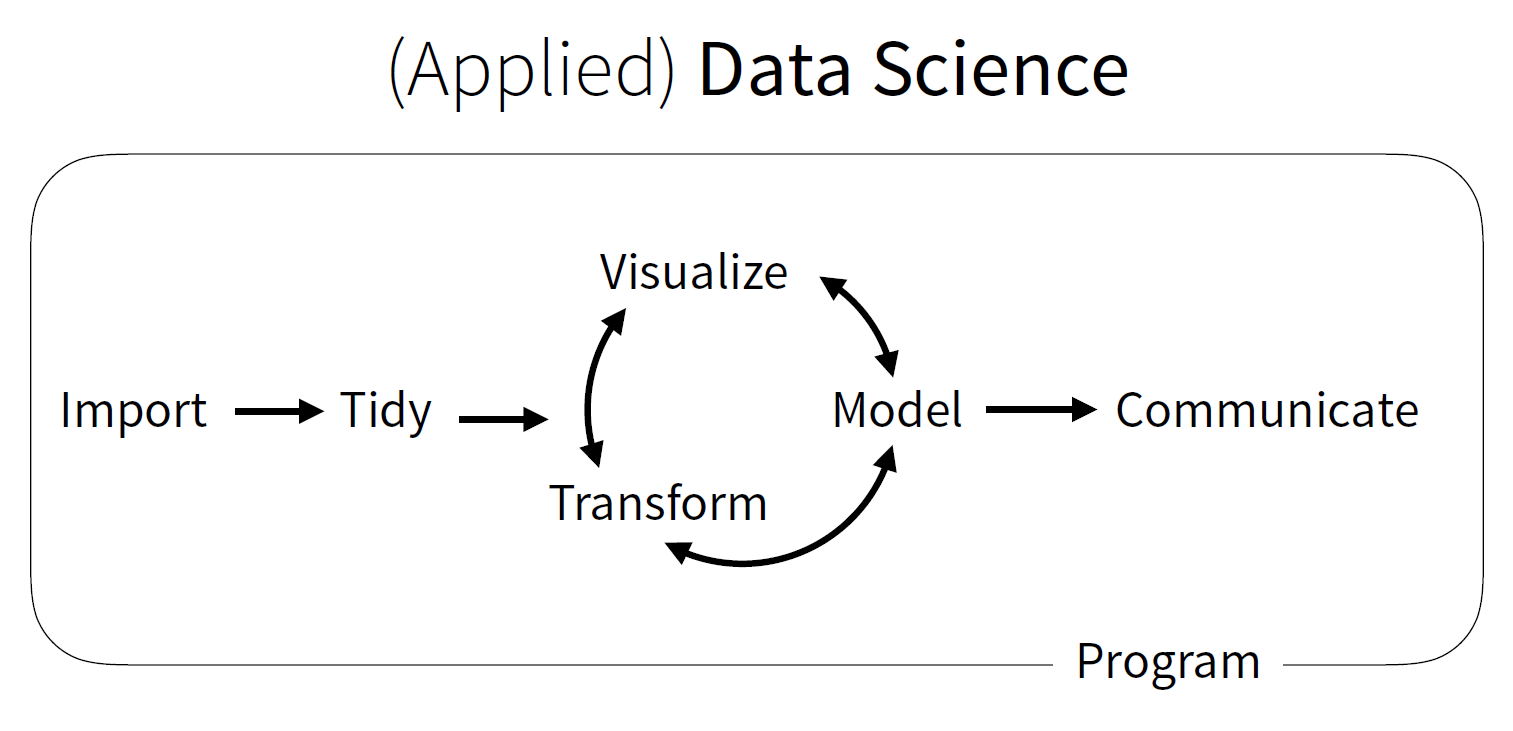 (Applied) Data Science
Visualize
Import
Tidy
Model
Communicate
Transform
Program